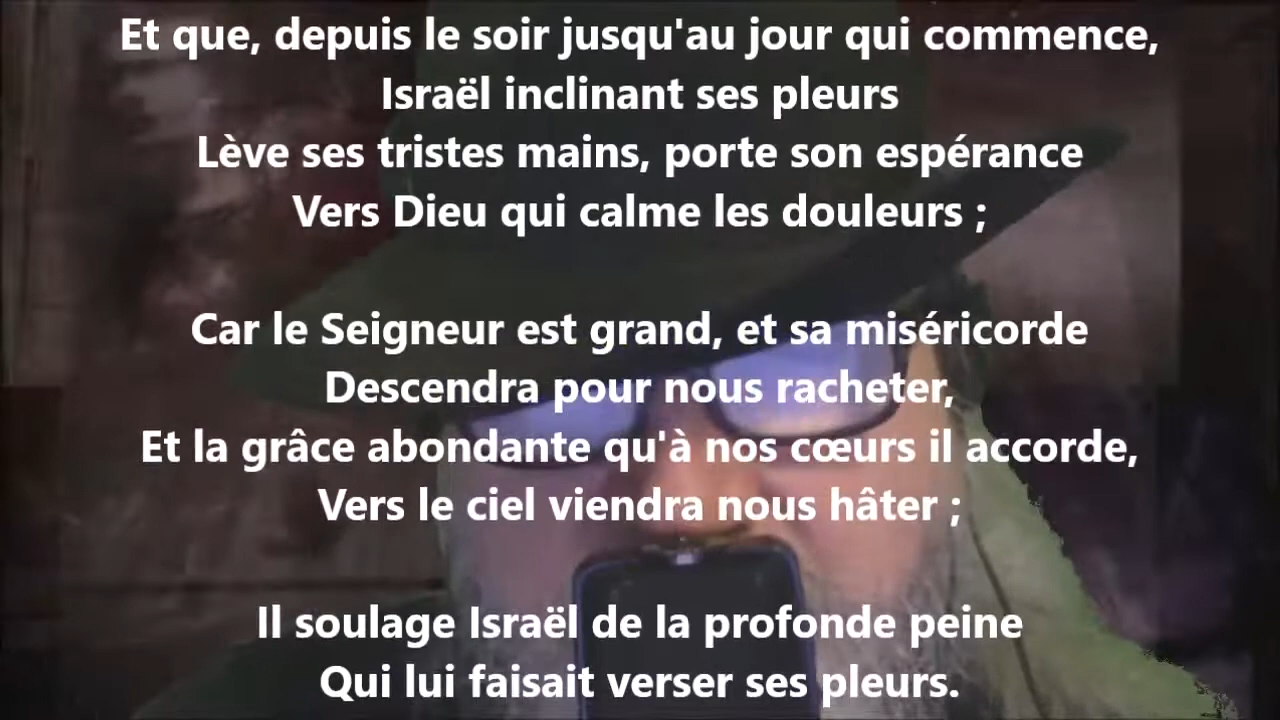 Et que, depuis le soir jusqu'au jour qui commence,
Israël inclinant ses pleurs
Lève ses tristes mains, porte son espérance
Vers Dieu qui calme les douleurs ;
Car le Seigneur est grand, et sa miséricorde
Descendra pour nous racheter,
Et la grâce abondante qu'à nos cœurs il accorde,
Vers le ciel viendra nous hâter ;
Il soulage Israël de la profonde peine
Qui lui faisait verser ses pleurs.